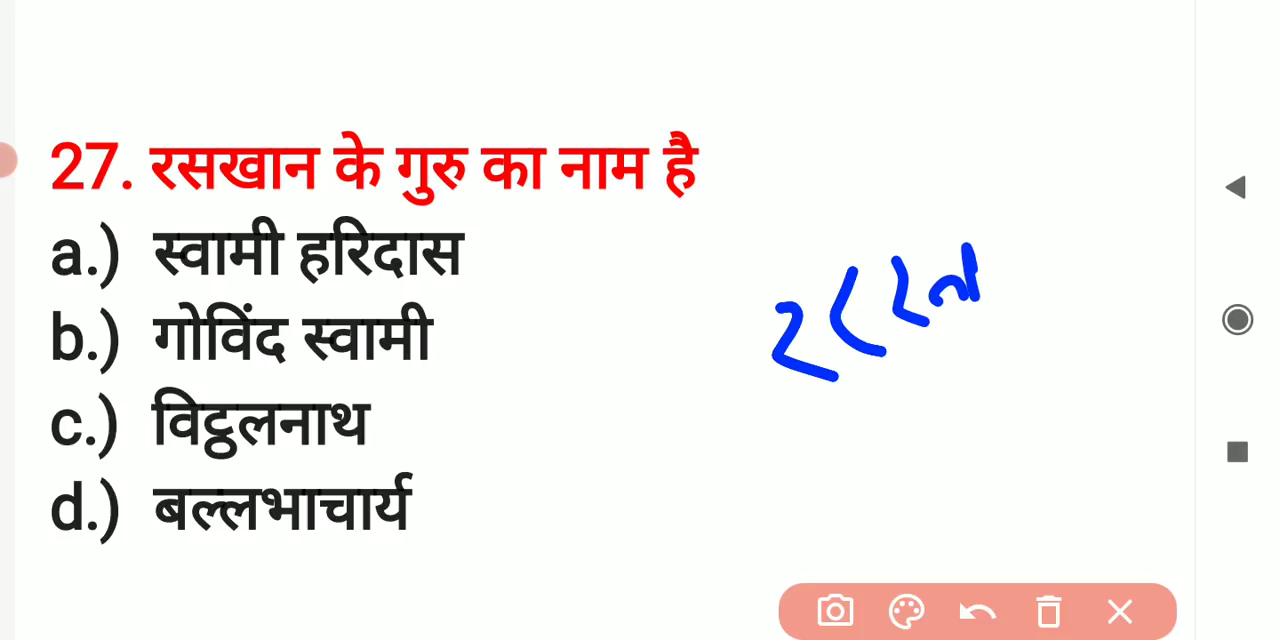 27. रसखान के गुरु का नाम है
a.) स्वामी हरिदास
b.) गोविंद स्वामी
c.) विट्ठलनाथ
d.) बल्लभाचार्य